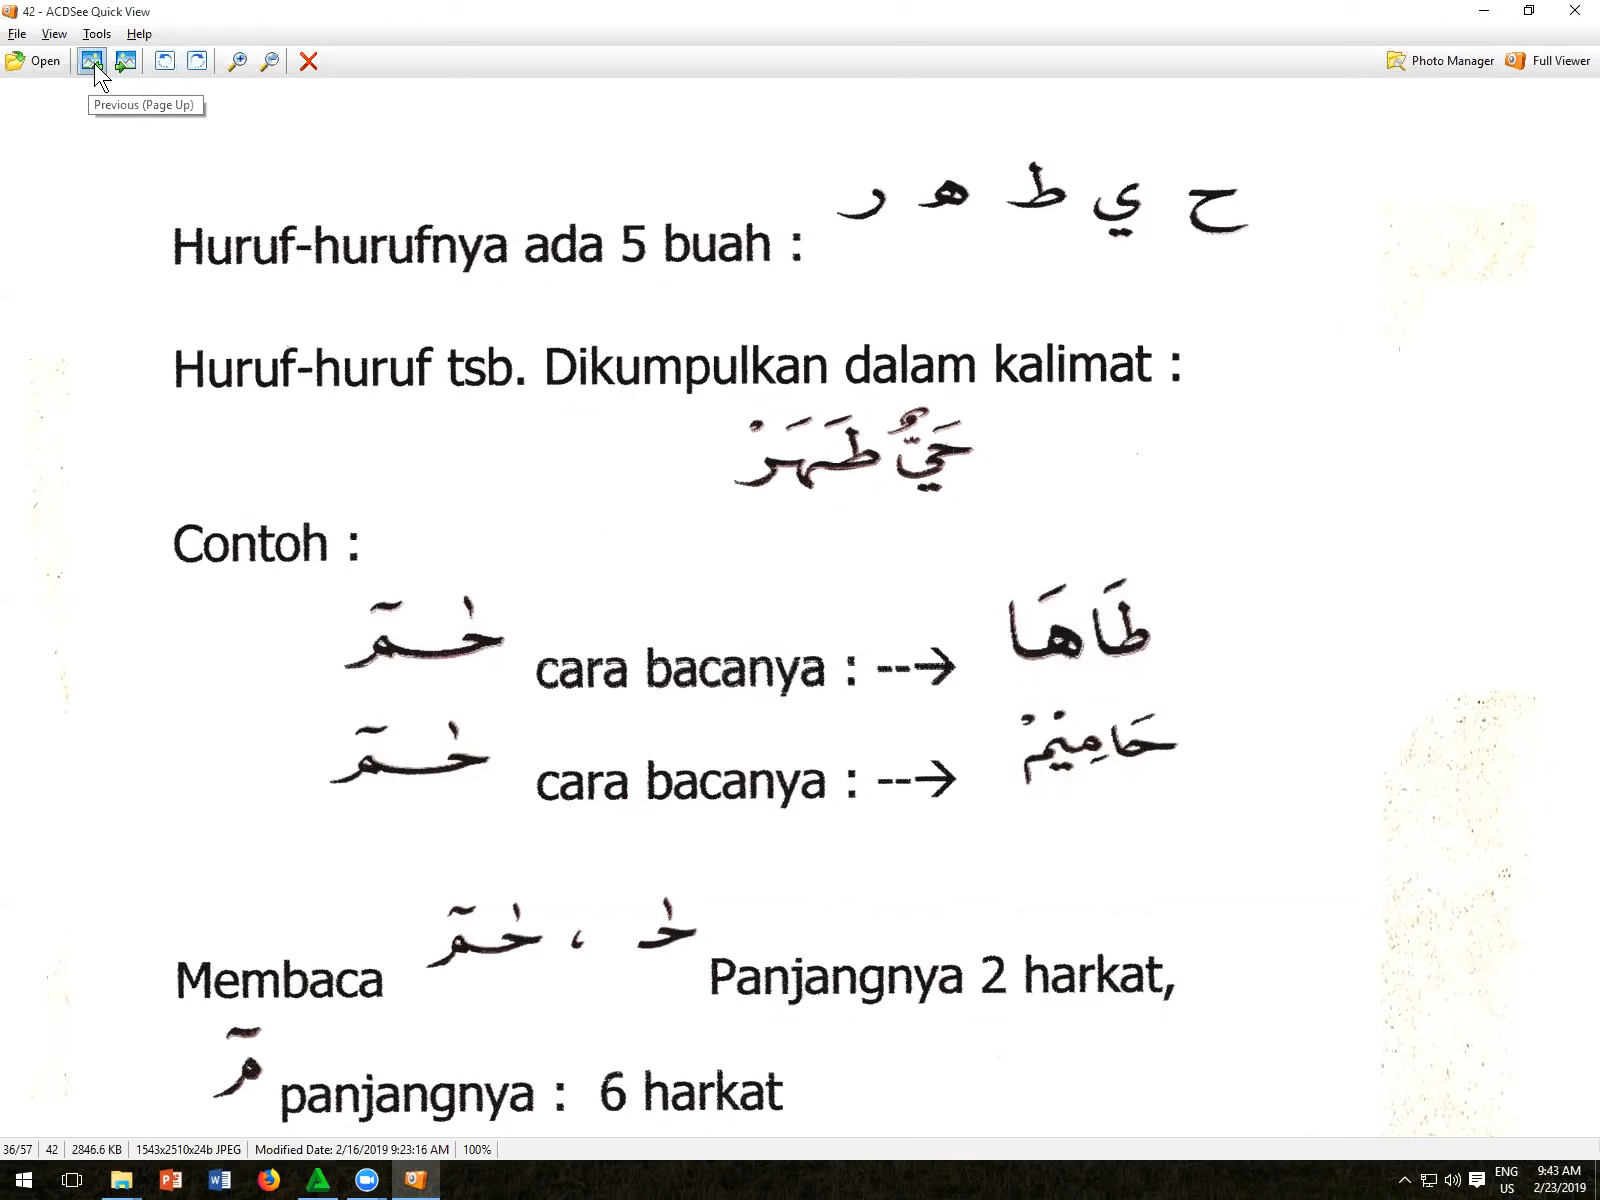 42 - ACDSee Quick View
File View Tools Help
Open Photo Manager Full Viewer
Previous (Page Up)
Huruf-hurufnya ada 5 buah : ح ي ط ه ر
Huruf-huruf tsb. Dikumpulkan dalam kalimat :
حَيٌّ طَهَرْ
Contoh :
حٰمٓ cara bacanya : --→ طَاهَا
حٰمٓ cara bacanya : --→ حَامِيْمْ
Membaca حٰ ، حٰمٓ Panjangnya 2 harkat,
مٓ panjangnya : 6 harkat
36/57 42 2846.6 KB 1543x2510x24b JPEG Modified Date: 2/16/2019 9:23:16 AM 100%
ENG 9:43 AM
US 2/23/2019